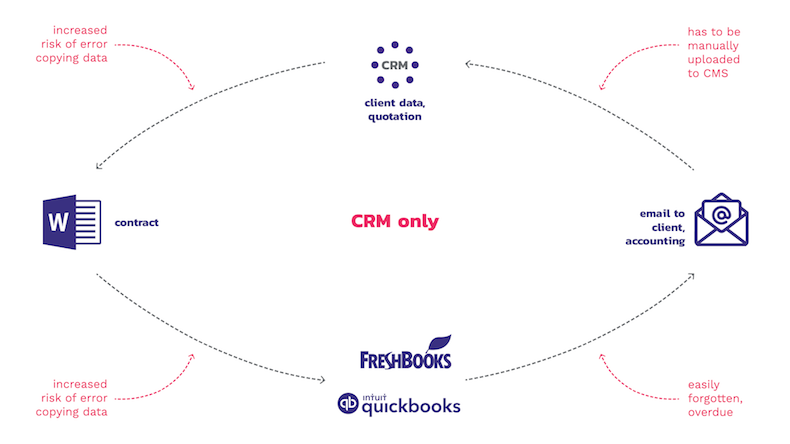 increased
risk of error
copying data
has to be
manually
uploaded
to CMS
CRM
client data,
quotation
W
contract
CRM only
@
email to
client,
accounting
FRESHBOOKS
intuit
qb quickbooks
increased
risk of error
copying data
easily
forgotten,
overdue